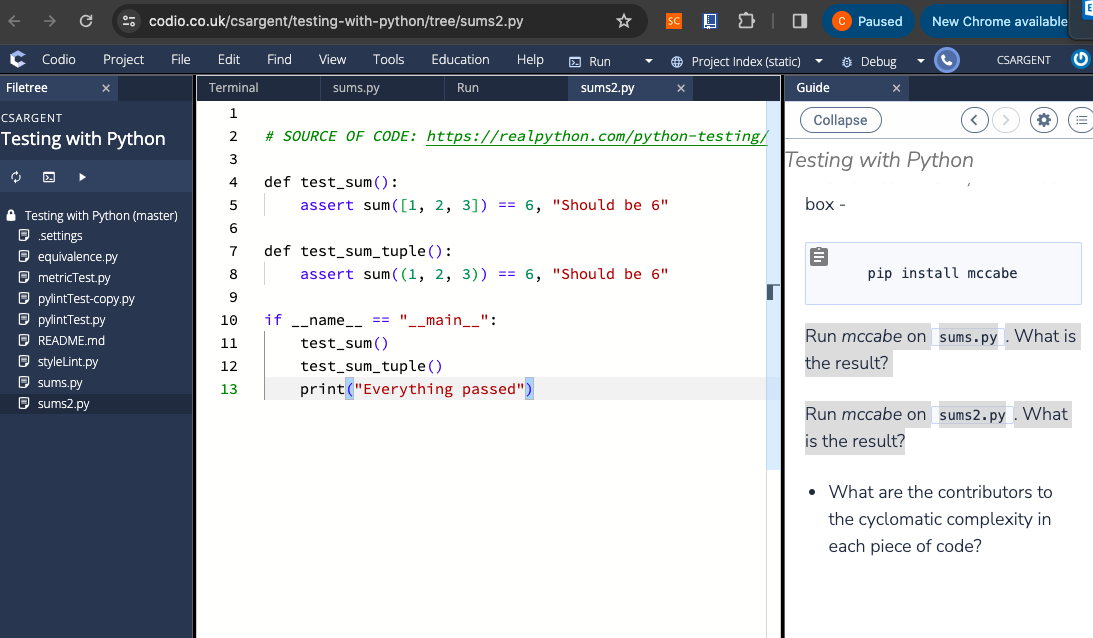 codio.co.uk/csargent/testing-with-python/tree/sums2.py
SC
C Paused
New Chrome available
Codio Project File Edit Find View Tools Education Help Run Project Index (static) Debug CSARGENT
Filetree ×
Terminal sums.py Run sums2.py ×
Guide ×
CSARGENT
Testing with Python
Testing with Python (master)
.settings
equivalence.py
metricTest.py
pylintTest-copy.py
pylintTest.py
README.md
styleLint.py
sums.py
sums2.py
1
2 # SOURCE OF CODE: https://realpython.com/python-testing/
3
4 def test_sum():
5     assert sum([1, 2, 3]) == 6, "Should be 6"
6
7 def test_sum_tuple():
8     assert sum((1, 2, 3)) == 6, "Should be 6"
9
10 if __name__ == "__main__":
11     test_sum()
12     test_sum_tuple()
13     print("Everything passed")
Collapse
Testing with Python
box -
pip install mccabe
Run mccabe on sums.py . What is
the result?
Run mccabe on sums2.py . What
is the result?
• What are the contributors to
the cyclomatic complexity in
each piece of code?